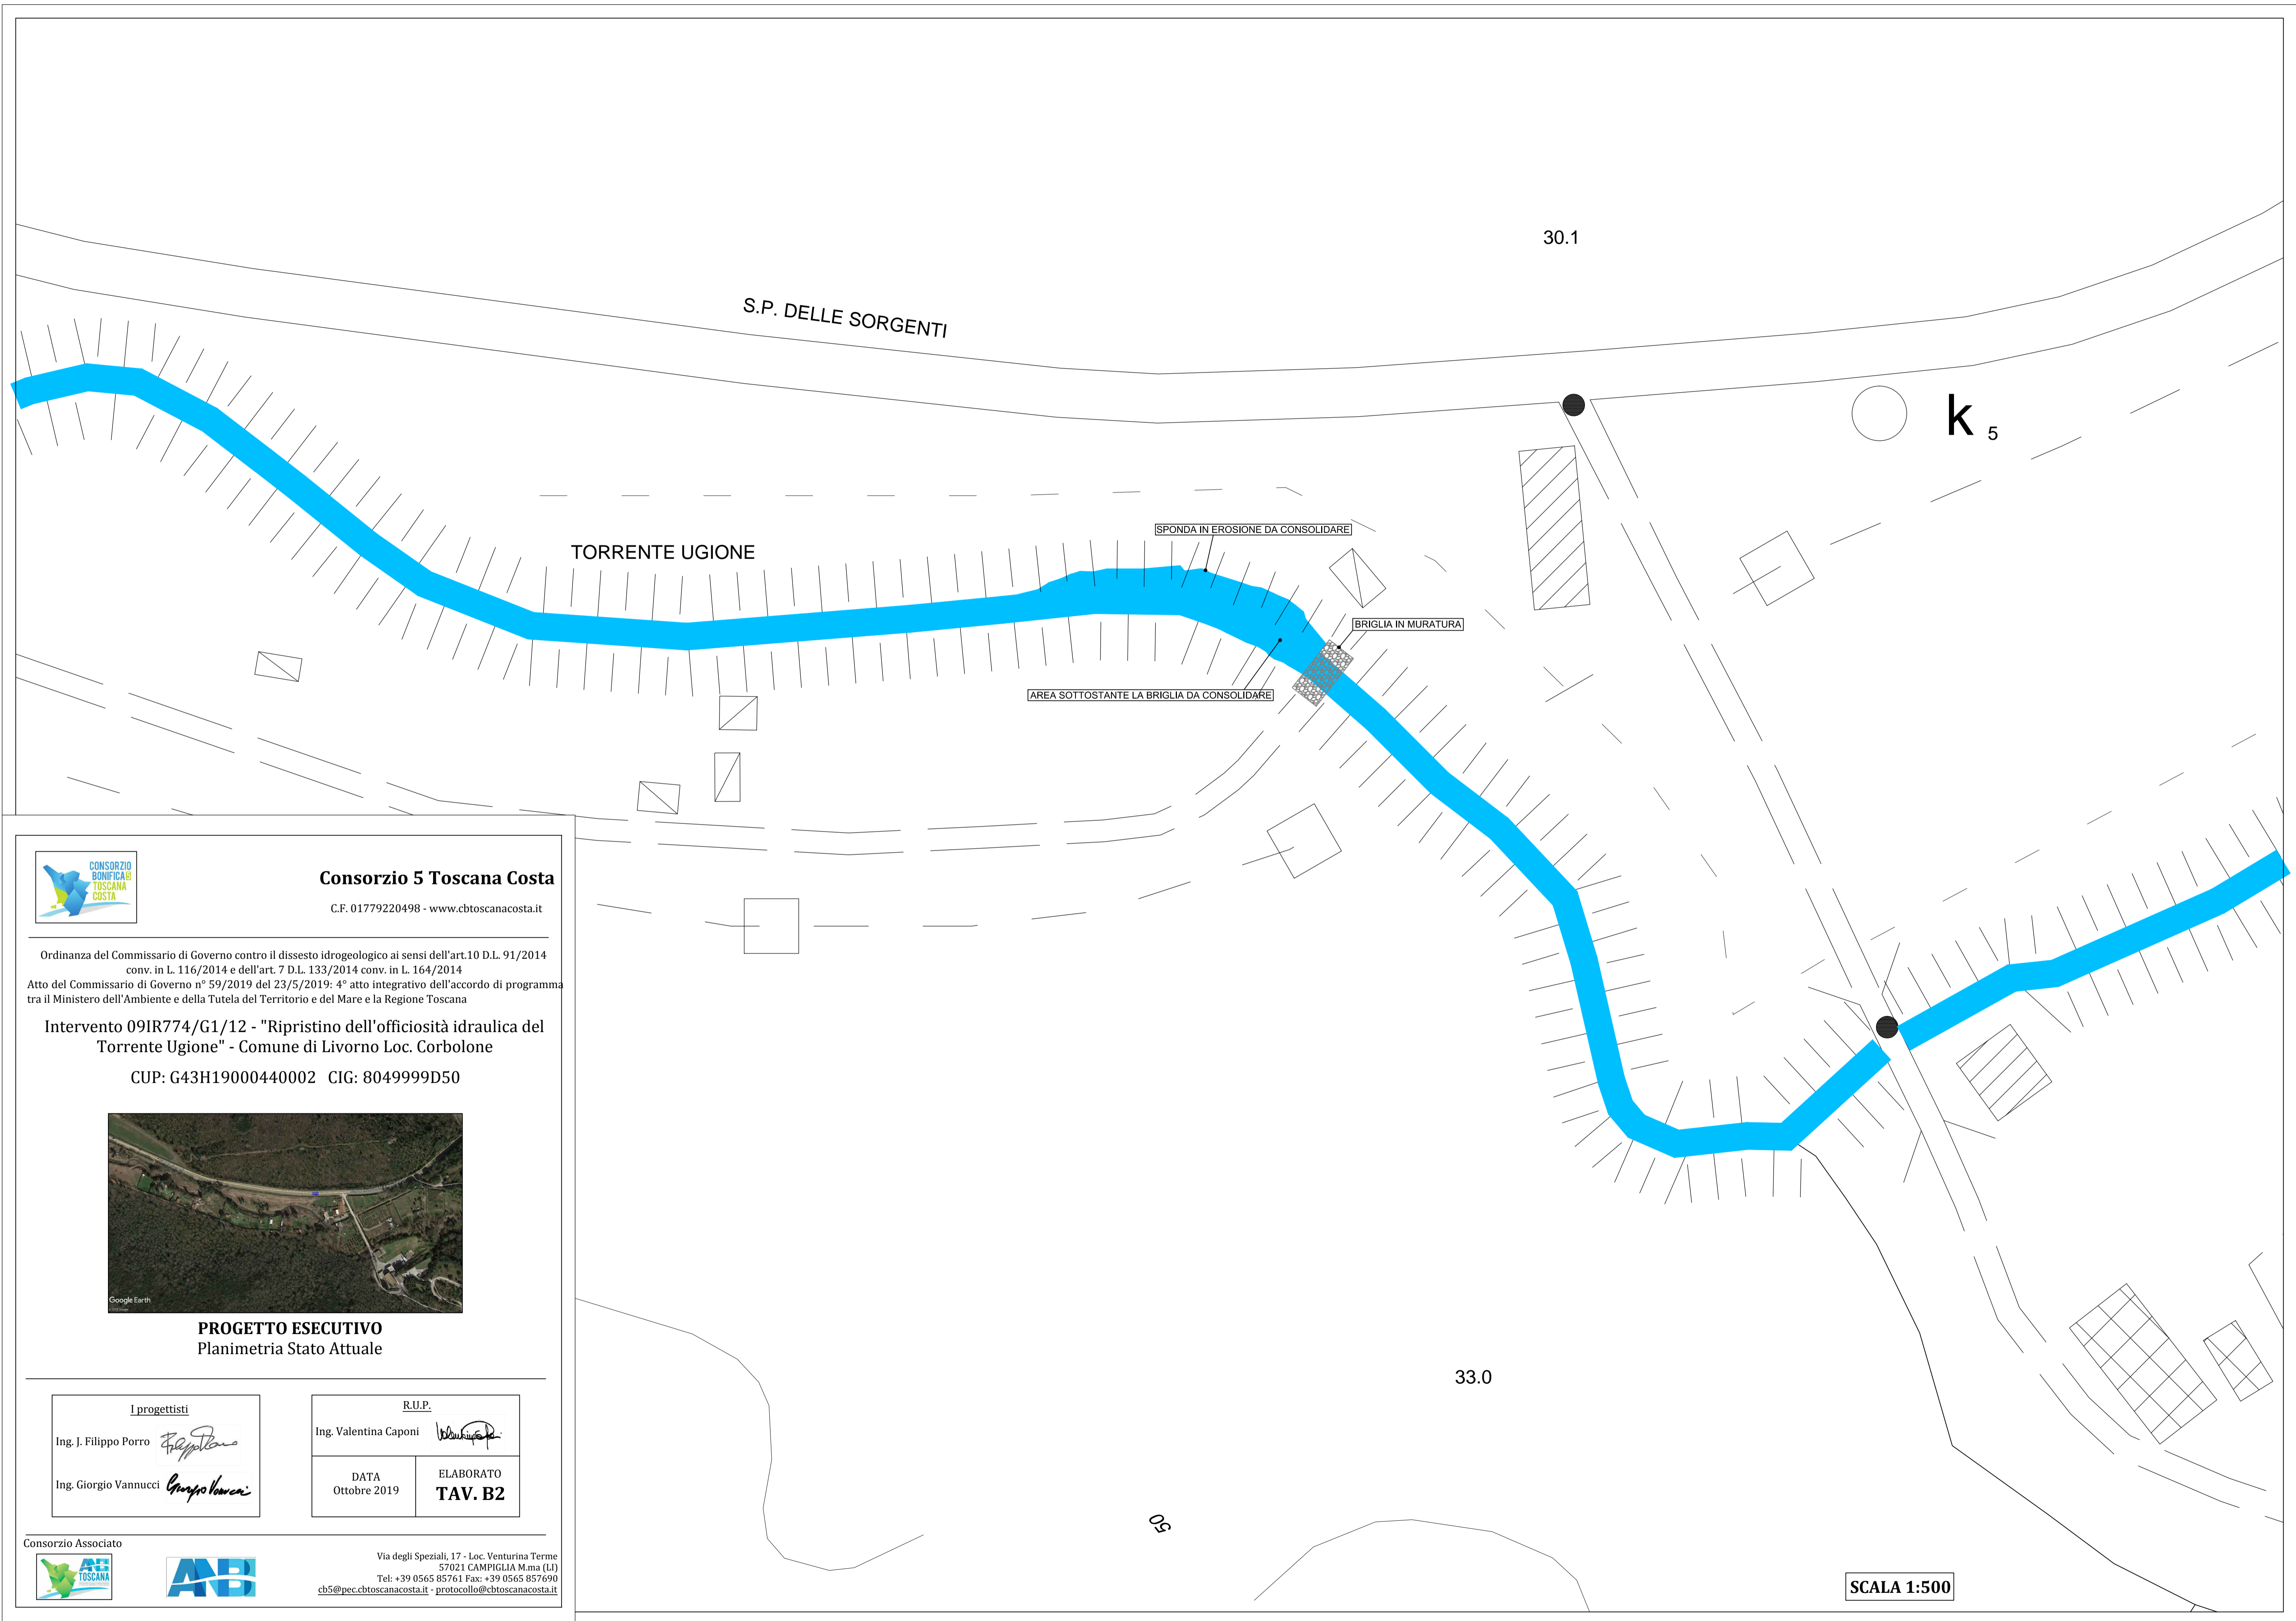 30.1
S.P. DELLE SORGENTI
k 5
SPONDA IN EROSIONE DA CONSOLIDARE
TORRENTE UGIONE
BRIGLIA IN MURATURA
AREA SOTTOSTANTE LA BRIGLIA DA CONSOLIDARE
CONSORZIO
BONIFICA 5
TOSCANA
COSTA
Consorzio 5 Toscana Costa
C.F. 01779220498 - www.cbtoscanacosta.it
Ordinanza del Commissario di Governo contro il dissesto idrogeologico ai sensi dell'art.10 D.L. 91/2014
conv. in L. 116/2014 e dell'art. 7 D.L. 133/2014 conv. in L. 164/2014
Atto del Commissario di Governo n° 59/2019 del 23/5/2019: 4° atto integrativo dell'accordo di programma
tra il Ministero dell'Ambiente e della Tutela del Territorio e del Mare e la Regione Toscana
Intervento 09IR774/G1/12 - "Ripristino dell'officiosità idraulica del
Torrente Ugione" - Comune di Livorno Loc. Corbolone
CUP: G43H19000440002 CIG: 8049999D50
Google Earth
PROGETTO ESECUTIVO
Planimetria Stato Attuale
I progettisti
Ing. J. Filippo Porro
Ing. Giorgio Vannucci
R.U.P.
Ing. Valentina Caponi
DATA
Ottobre 2019
ELABORATO
TAV. B2
Consorzio Associato
ANBI
TOSCANA
ANBI
Via degli Speziali, 17 - Loc. Venturina Terme
57021 CAMPIGLIA M.ma (LI)
Tel: +39 0565 85761 Fax: +39 0565 857690
cb5@pec.cbtoscanacosta.it - protocollo@cbtoscanacosta.it
33.0
50
SCALA 1:500